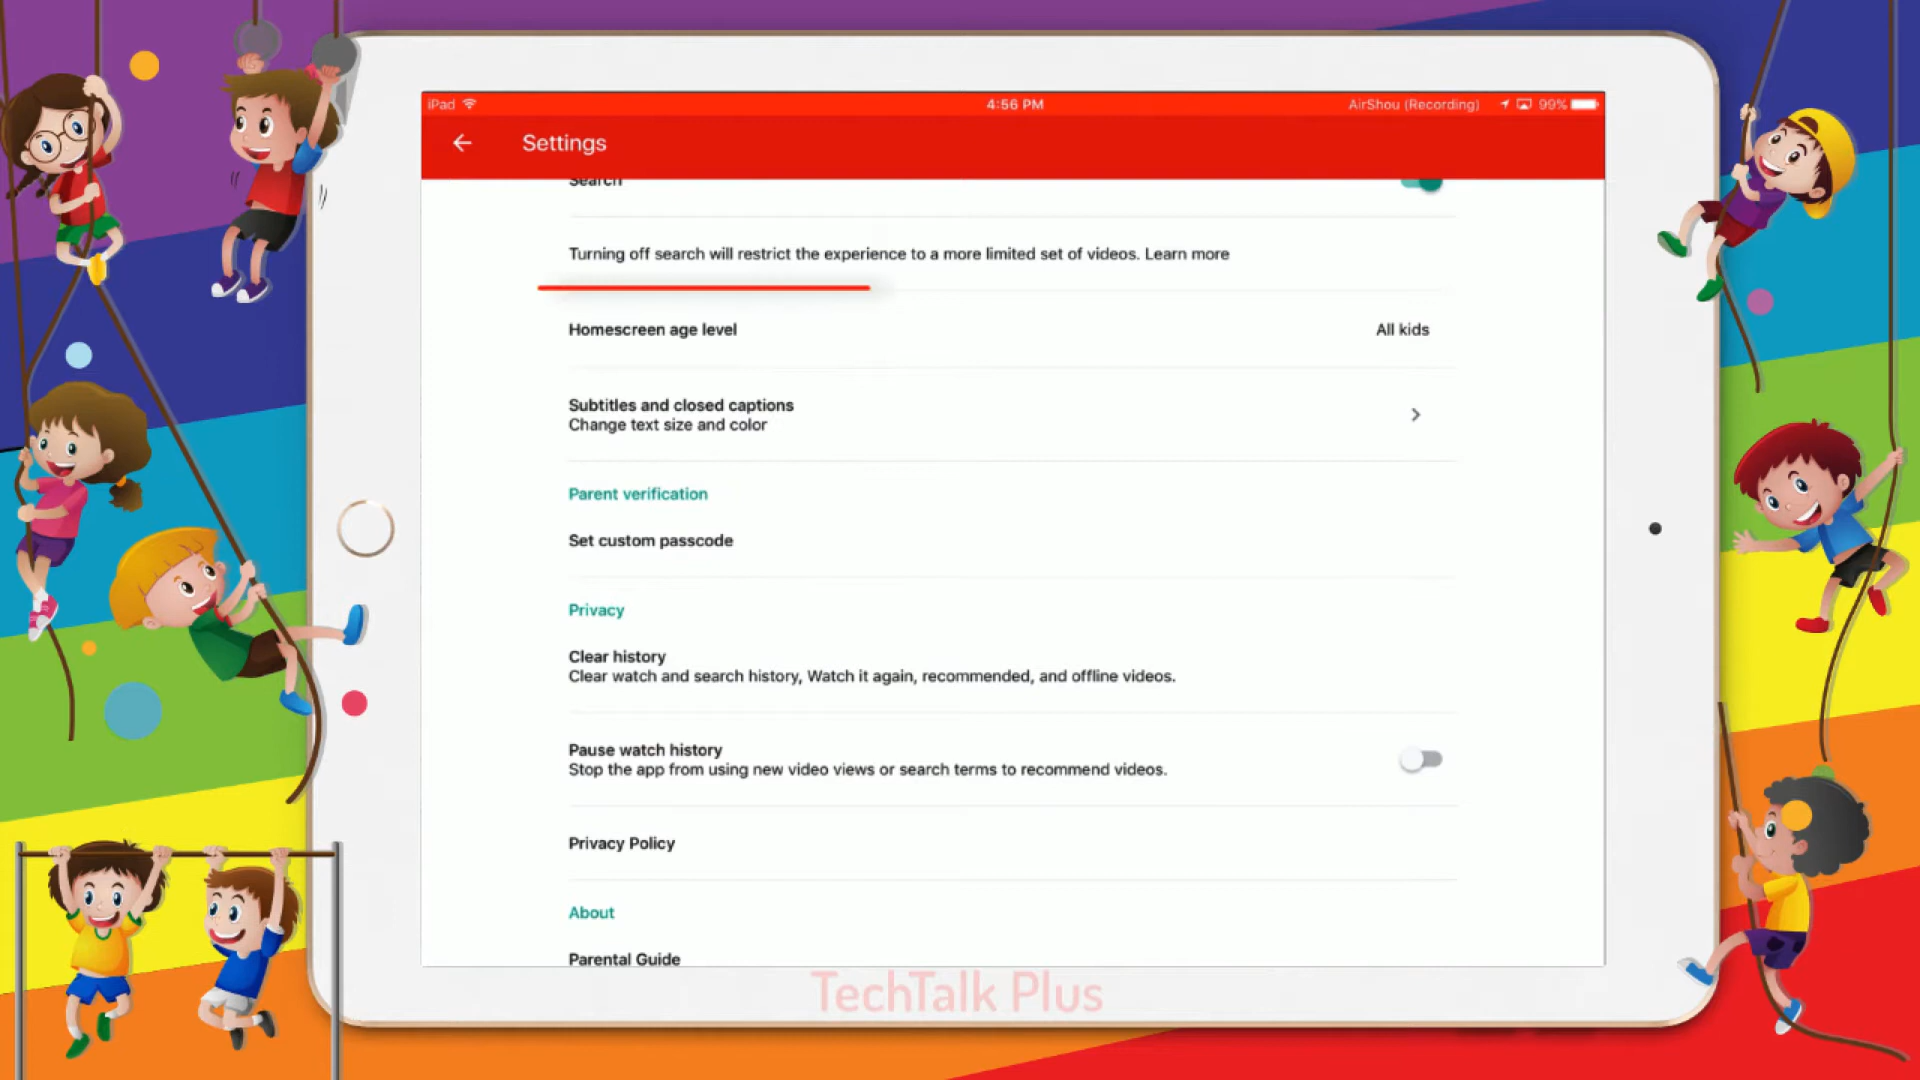 iPad
4:56 PM
AirShou (Recording)
99%
Settings
Search
Turning off search will restrict the experience to a more limited set of videos. Learn more
Homescreen age level
All kids
Subtitles and closed captions
Change text size and color
Parent verification
Set custom passcode
Privacy
Clear history
Clear watch and search history, Watch it again, recommended, and offline videos.
Pause watch history
Stop the app from using new video views or search terms to recommend videos.
Privacy Policy
About
Parental Guide
TechTalk Plus